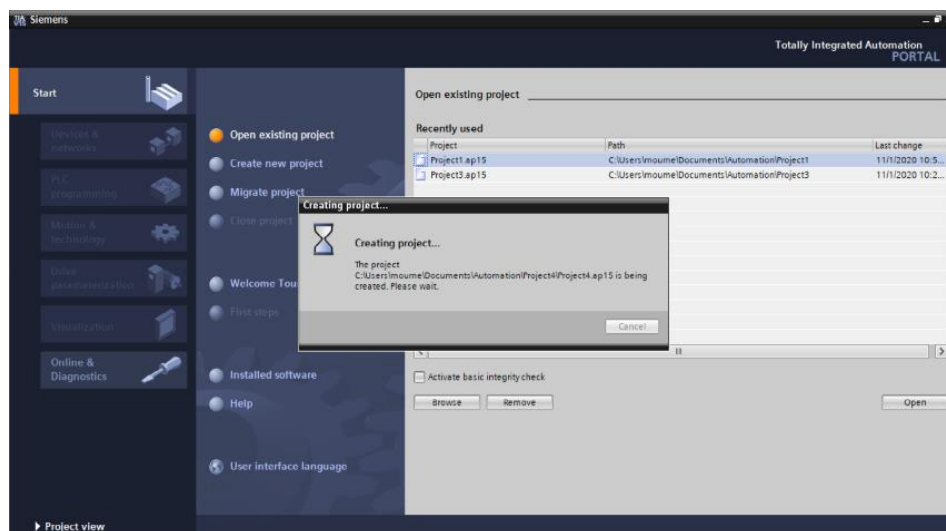 Siemens
Totally Integrated Automation
PORTAL
Start
Devices &
networks
PLC
programming
Motion &
technology
Drive
parameterization
Visualization
Online &
Diagnostics
Open existing project
Create new project
Migrate project
Close project
Welcome Tou
First steps
Installed software
Help
User interface language
Open existing project
Recently used
Project Path Last change
Project1.ap15 C:\Users\moume\Documents\Automation\Project1 11/1/2020 10:5...
Project3.ap15 C:\Users\moume\Documents\Automation\Project3 11/1/2020 10:2...
Creating project...
Creating project...
The project
C:\Users\moume\Documents\Automation\Project4\Project4.ap15 is being
created. Please wait.
Cancel
Activate basic integrity check
Browse Remove Open
Project view